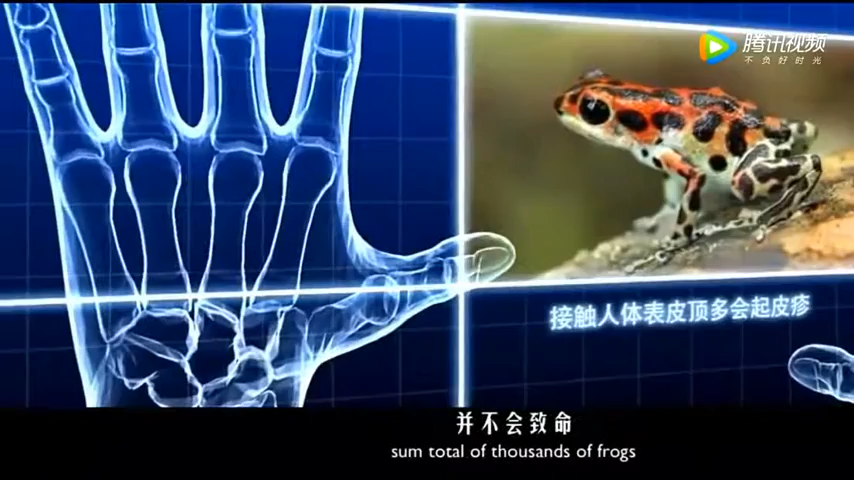 腾讯视频
不负好时光
接触人体表皮顶多会起皮疹
并不会致命
sum total of thousands of frogs